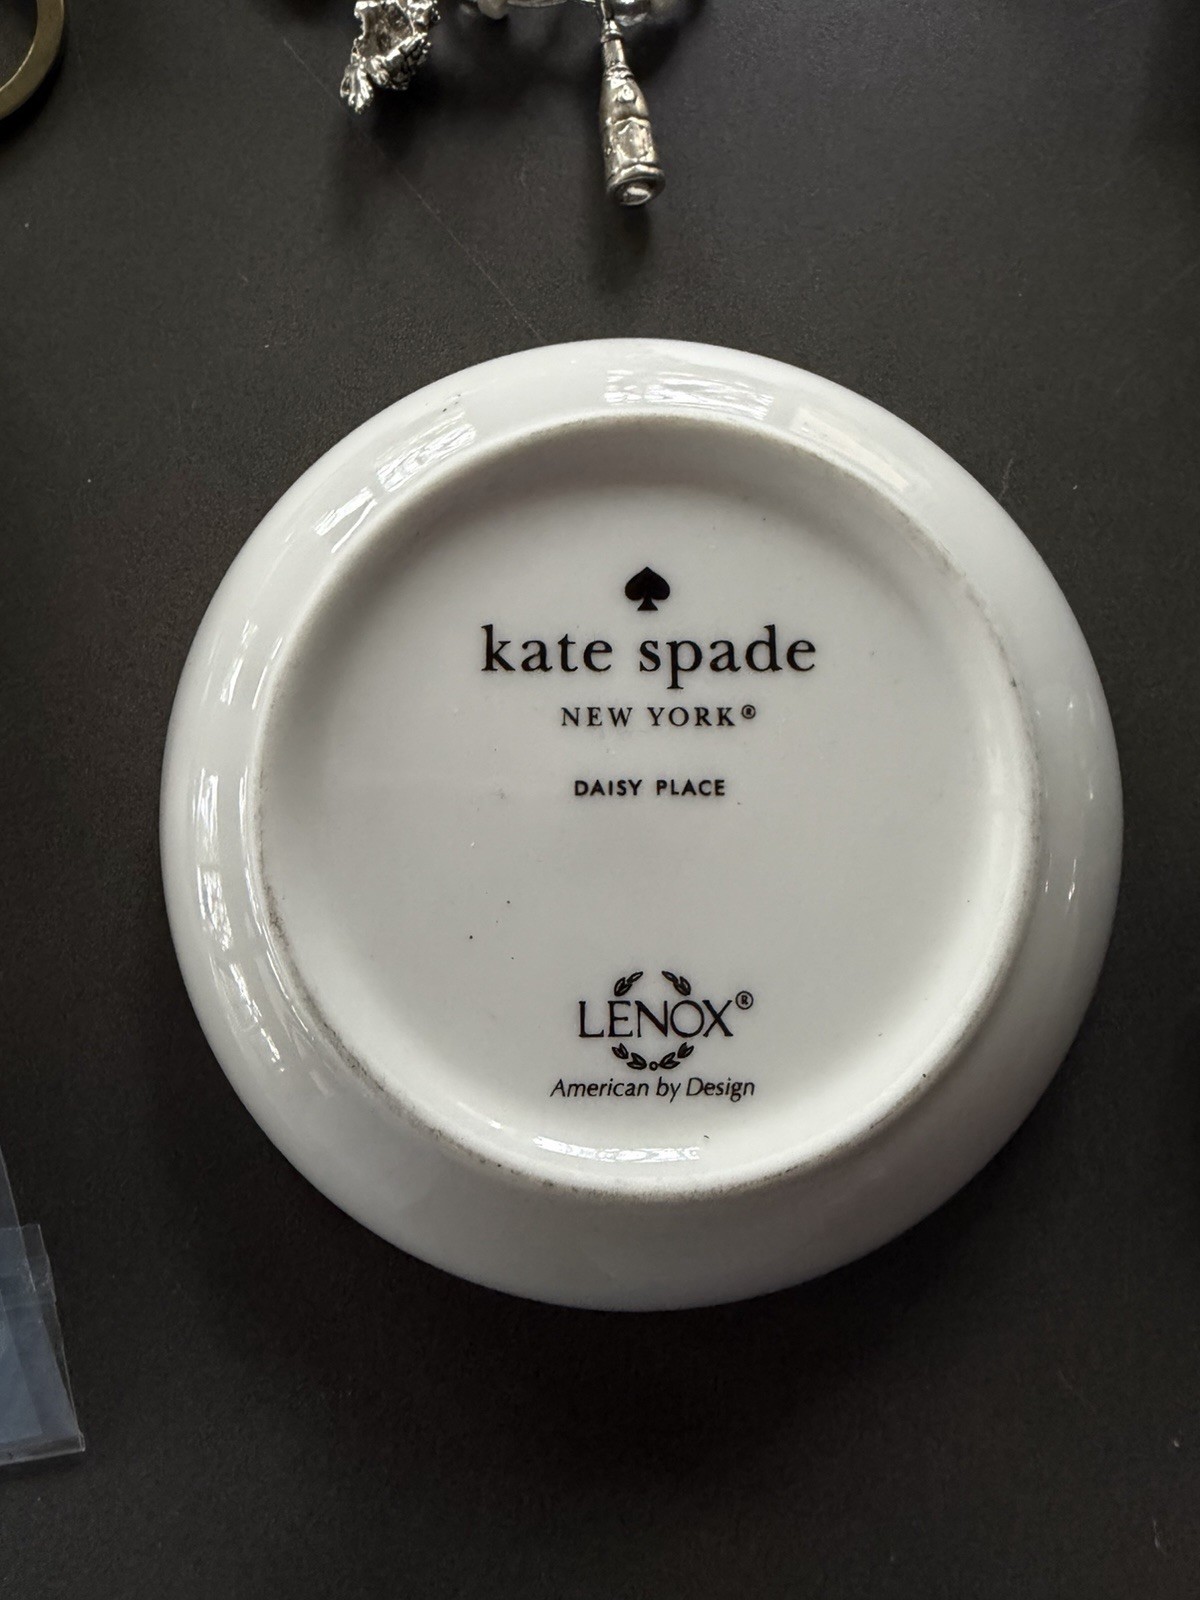 kate spade
NEW YORK®
DAISY PLACE
LENOX®
American by Design